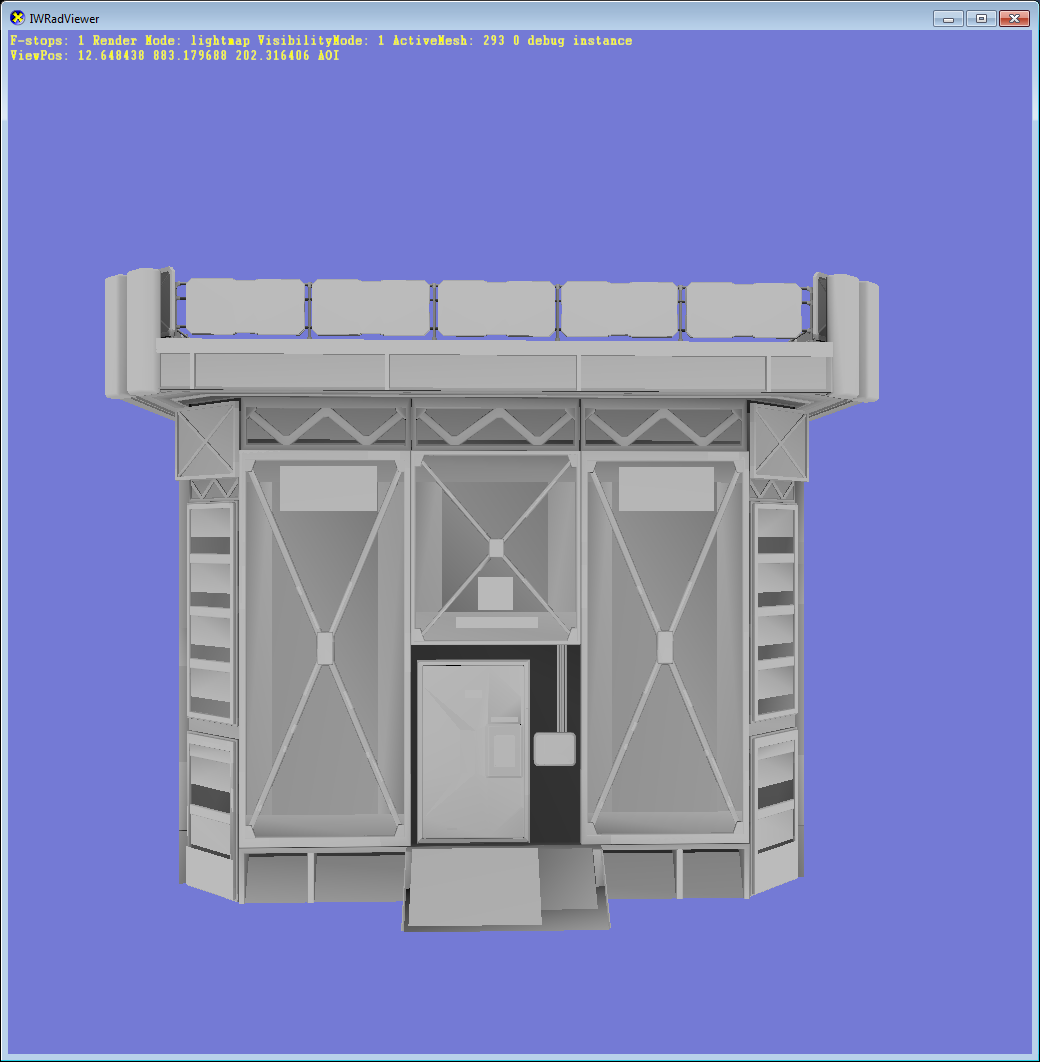 IWRadViewer
F-stops: 1 Render Mode: lightmap VisibilityMode: 1 ActiveMesh: 293 0 debug instance
ViewPos: 12.648438 883.179688 202.316406 AOI